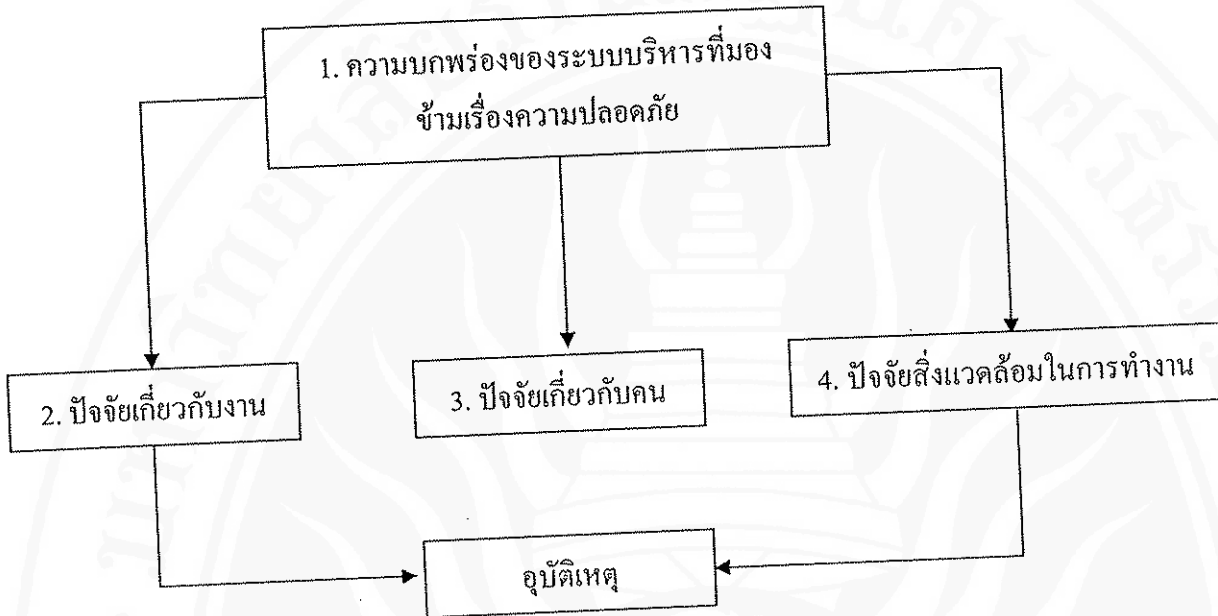 1. ความบกพร่องของระบบบริหารที่มอง
ข้ามเรื่องความปลอดภัย
2. ปัจจัยเกี่ยวกับงาน
3. ปัจจัยเกี่ยวกับคน
4. ปัจจัยสิ่งแวดล้อมในการทำงาน
อุบัติเหตุ